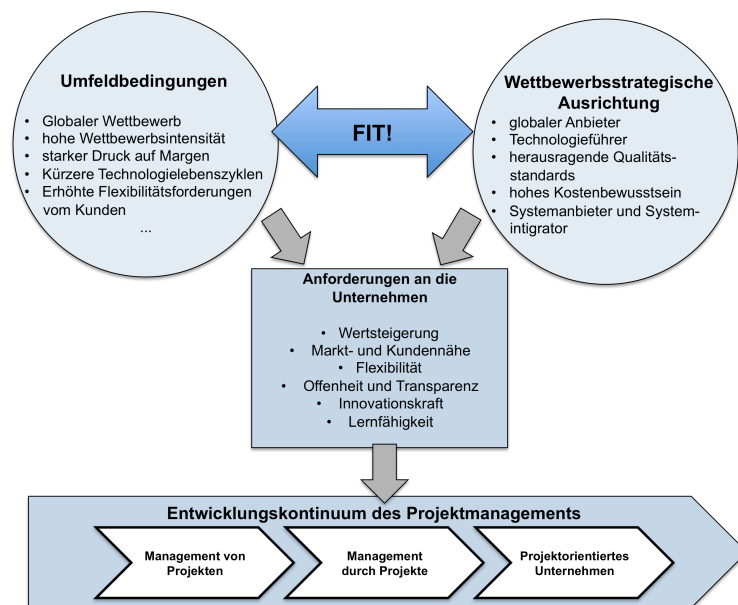 Umfeldbedingungen
• Globaler Wettbewerb
• hohe Wettbewerbsintensität
• starker Druck auf Margen
• Kürzere Technologielebenszyklen
• Erhöhte Flexibilitätsforderungen
vom Kunden
...
FIT!
Wettbewerbsstrategische
Ausrichtung
• globaler Anbieter
• Technologieführer
• herausragende Qualitäts-
standards
• hohes Kostenbewusstsein
• Systemanbieter und System-
intigrator
Anforderungen an die
Unternehmen
• Wertsteigerung
• Markt- und Kundennähe
• Flexibilität
• Offenheit und Transparenz
• Innovationskraft
• Lernfähigkeit
Entwicklungskontinuum des Projektmanagements
Management von
Projekten
Management
durch Projekte
Projektorientiertes
Unternehmen